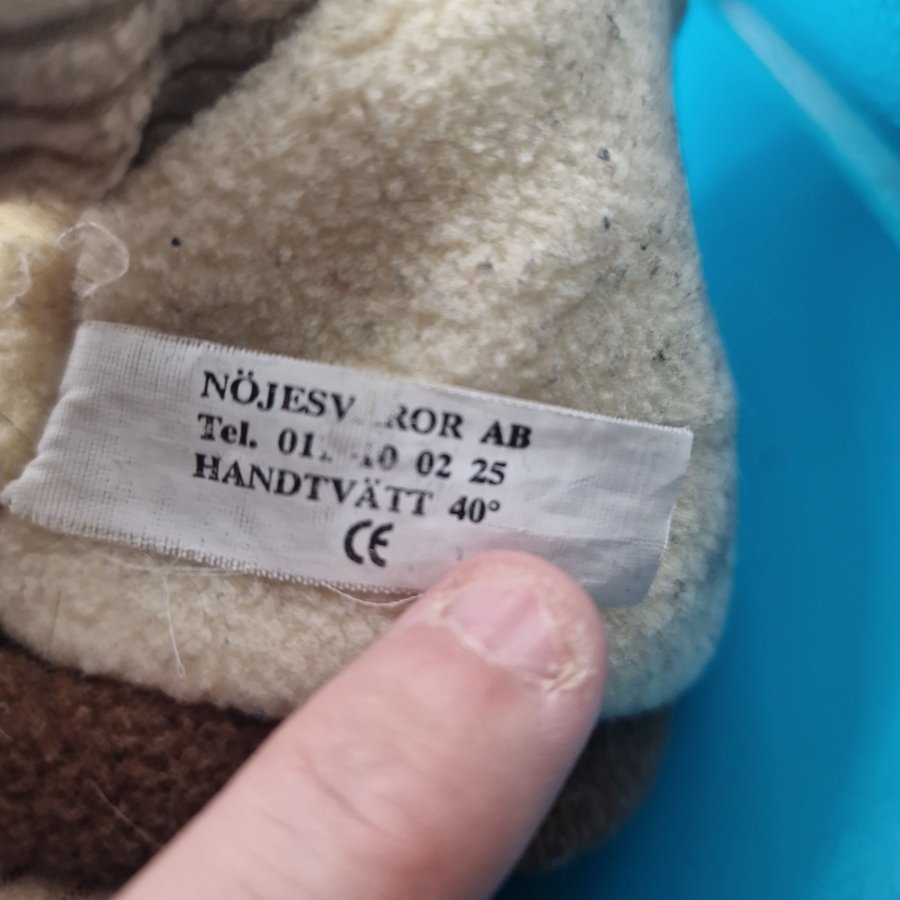 AB
Tel. 02 25
HANDTVÄTT 40°
CE